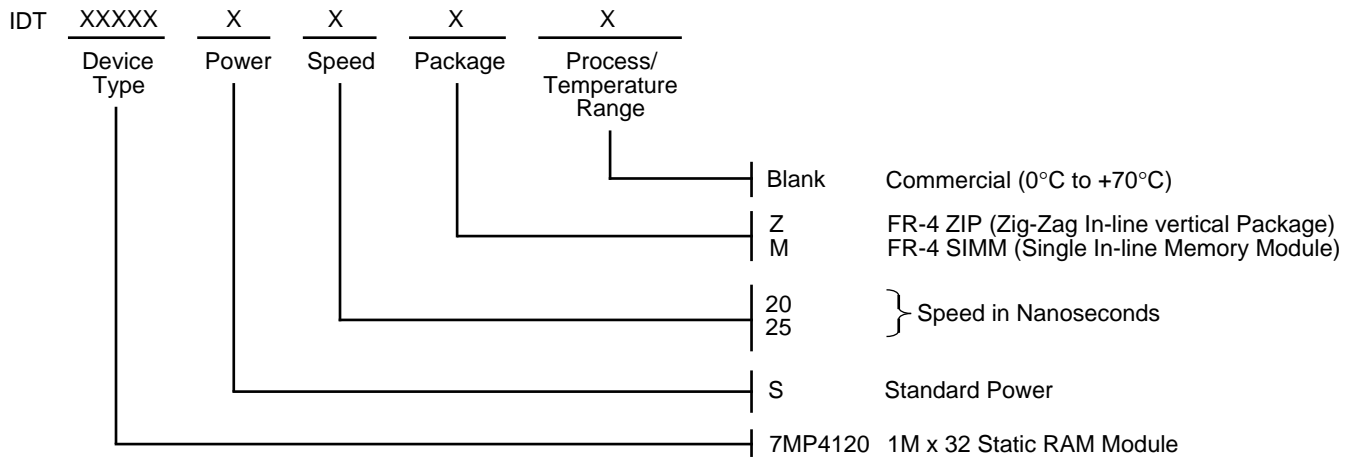 IDT XXXXX X X X X
Device Type Power Speed Package Process/ Temperature Range
Blank Commercial (0°C to +70°C)
Z FR-4 ZIP (Zig-Zag In-line vertical Package)
M FR-4 SIMM (Single In-line Memory Module)
20
25
} Speed in Nanoseconds
S Standard Power
7MP4120 1M x 32 Static RAM Module